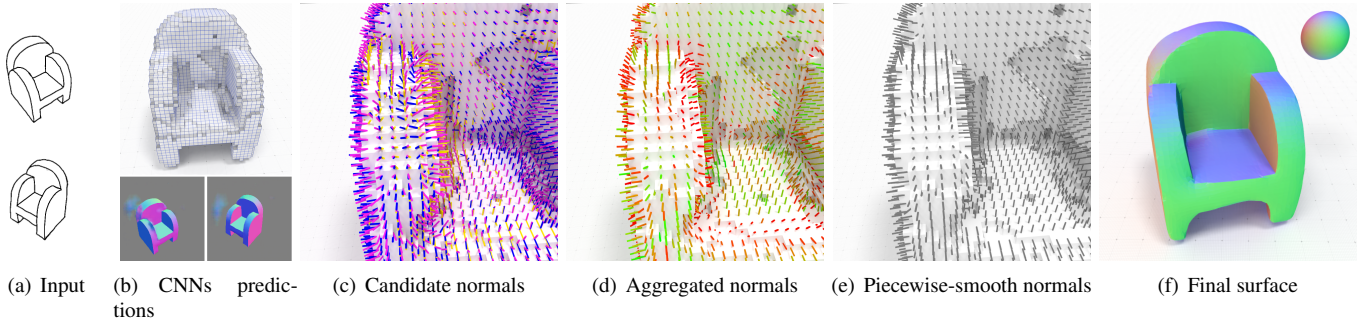 (a) Input
(b) CNNs predic-
tions
(c) Candidate normals
(d) Aggregated normals
(e) Piecewise-smooth normals
(f) Final surface